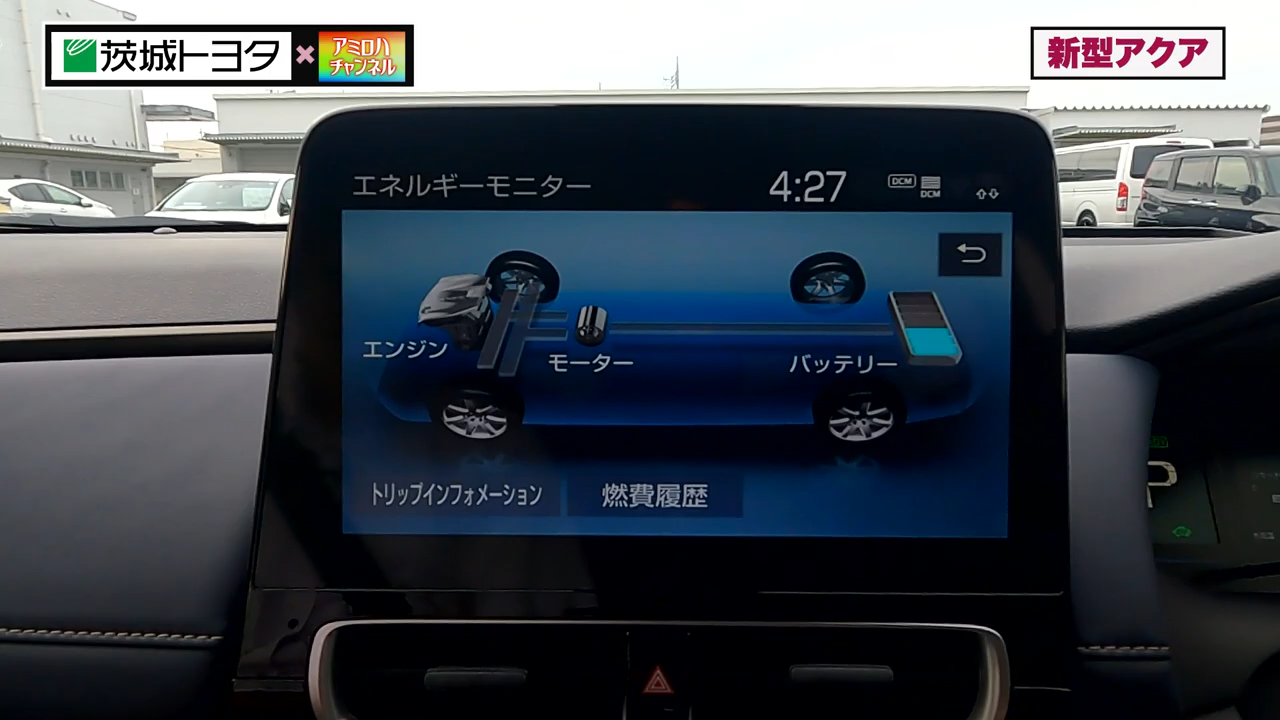 茨城トヨタ×アミロハ
チャンネル
新型アクア
エネルギーモニター
4:27
DCM
DCM
エンジン
モーター
バッテリー
トリップインフォメーション
燃費履歴
P